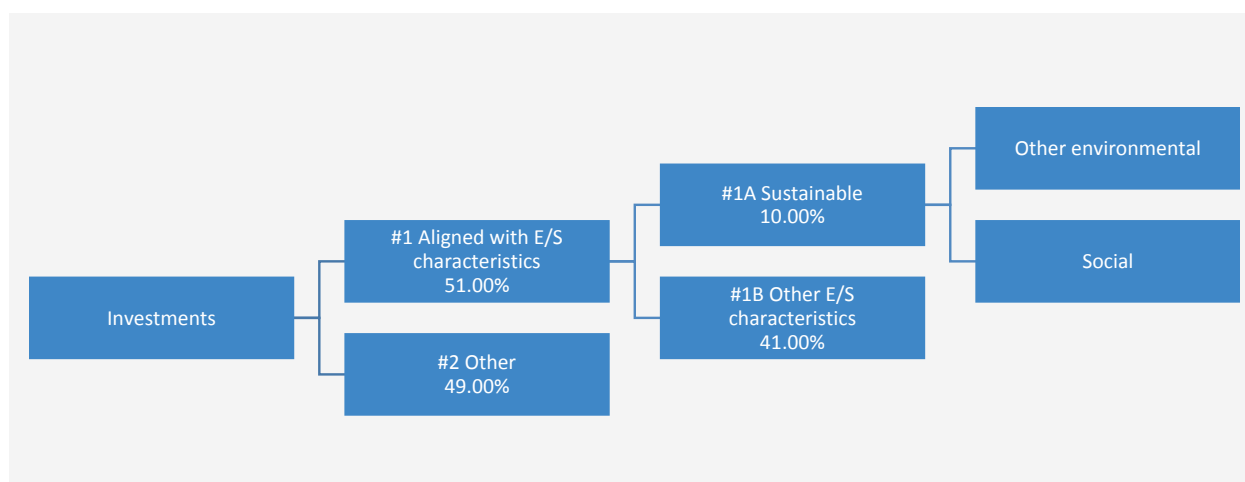 Investments
#1 Aligned with E/S
characteristics
51.00%
#2 Other
49.00%
#1A Sustainable
10.00%
#1B Other E/S
characteristics
41.00%
Other environmental
Social